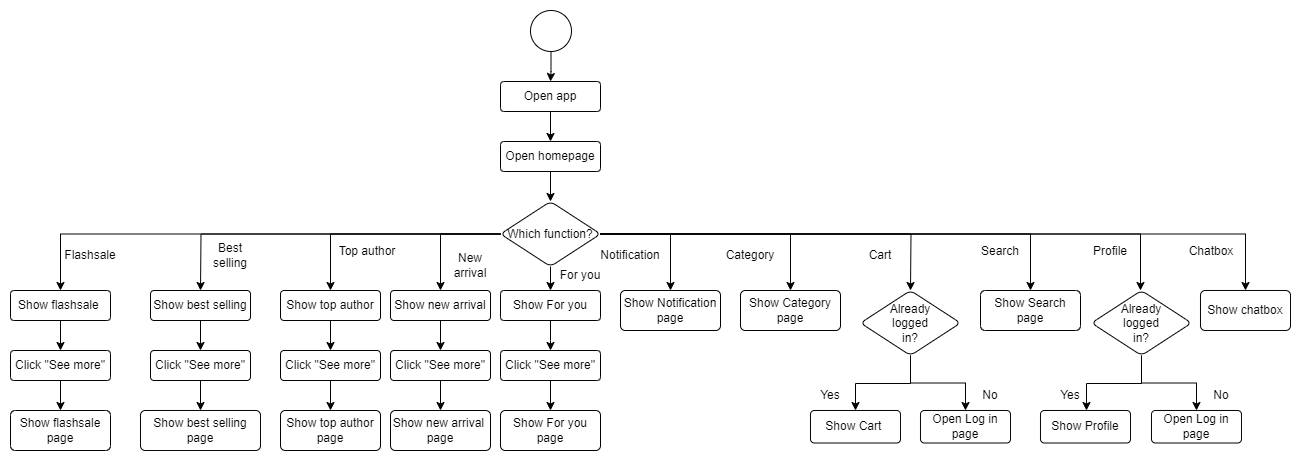 Open app
Open homepage
Which function?
Flashsale
Best
selling
Top author
New
arrival
For you
Notification
Category
Cart
Search
Profile
Chatbox
Show flashsale
Show best selling
Show top author
Show new arrival
Show For you
Show Notification
page
Show Category
page
Already
logged
in?
Show Search
page
Already
logged
in?
Show chatbox
Click "See more"
Click "See more"
Click "See more"
Click "See more"
Click "See more"
Yes
No
Yes
No
Show flashsale
page
Show best selling
page
Show top author
page
Show new arrival
page
Show For you
page
Show Cart
Open Log in
page
Show Profile
Open Log in
page